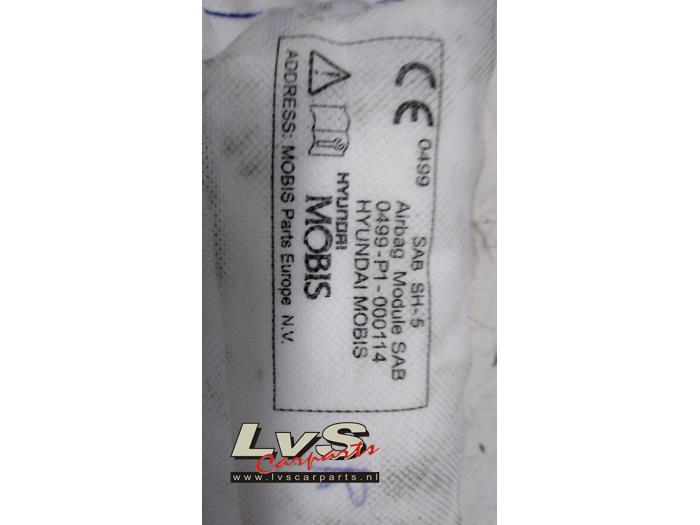 CE 0499
SAB SH-5
Airbag Module SAB
0499-P1-000114
HYUNDAI MOBIS
HYUNDAI
MOBIS
ADDRESS: MOBIS Parts Europe N.V.
LvS
Carparts
www.lvscarparts.nl